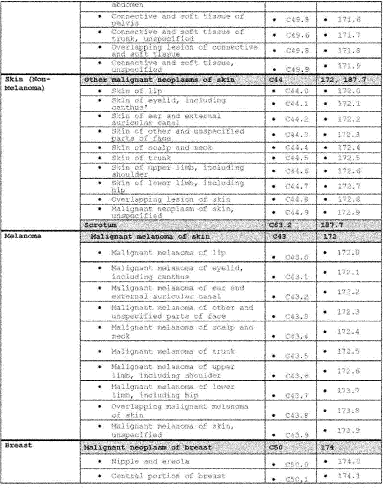 abdomen
• Connective and soft tissue of pelvis • C49.5 • 171.6
• Connective and soft tissue of trunk, unspecified • C49.6 • 171.7
• Overlapping lesion of connective and soft tissue • C49.8 • 171.8
• Connective and soft tissue, unspecified • C49.9 • 171.9
Skin (Non-Melanoma) Other malignant neoplasms of skin C44 172, 187.7
• Skin of lip • C44.0 • 172.0
• Skin of eyelid, including canthus • C44.1 • 172.1
• Skin of ear and external auricular canal • C44.2 • 172.2
• Skin of other and unspecified parts of face • C44.3 • 172.3
• Skin of scalp and neck • C44.4 • 172.4
• Skin of trunk • C44.5 • 172.5
• Skin of upper limb, including shoulder • C44.6 • 172.6
• Skin of lower limb, including hip • C44.7 • 172.7
• Overlapping lesion of skin • C44.8 • 172.8
• Malignant neoplasm of skin, unspecified • C44.9 • 172.9
Scrotum C63.2 187.7
Melanoma Malignant melanoma of skin C43 172
• Malignant melanoma of lip • C43.0 • 172.0
• Malignant melanoma of eyelid, including canthus • C43.1 • 172.1
• Malignant melanoma of ear and external auricular canal • C43.2 • 172.2
• Malignant melanoma of other and unspecified parts of face • C43.3 • 172.3
• Malignant melanoma of scalp and neck • C43.4 • 172.4
• Malignant melanoma of trunk • C43.5 • 172.5
• Malignant melanoma of upper limb, including shoulder • C43.6 • 172.6
• Malignant melanoma of lower limb, including hip • C43.7 • 172.7
• Overlapping malignant melanoma of skin • C43.8 • 172.8
• Malignant melanoma of skin, unspecified • C43.9 • 172.9
Breast Malignant neoplasm of breast C50 174
• Nipple and areola • C50.0 • 174.0
• Central portion of breast • C50.1 • 174.1